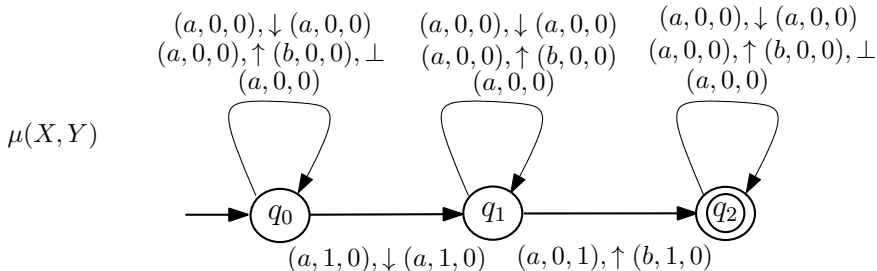 (a, 0, 0), ↓ (a, 0, 0)
(a, 0, 0), ↑ (b, 0, 0), ⊥
(a, 0, 0)
(a, 0, 0), ↓ (a, 0, 0)
(a, 0, 0), ↑ (b, 0, 0)
(a, 0, 0)
(a, 0, 0), ↓ (a, 0, 0)
(a, 0, 0), ↑ (b, 0, 0), ⊥
(a, 0, 0)
μ(X, Y)
q0
q1
q2
(a, 1, 0), ↓ (a, 1, 0)
(a, 0, 1), ↑ (b, 1, 0)